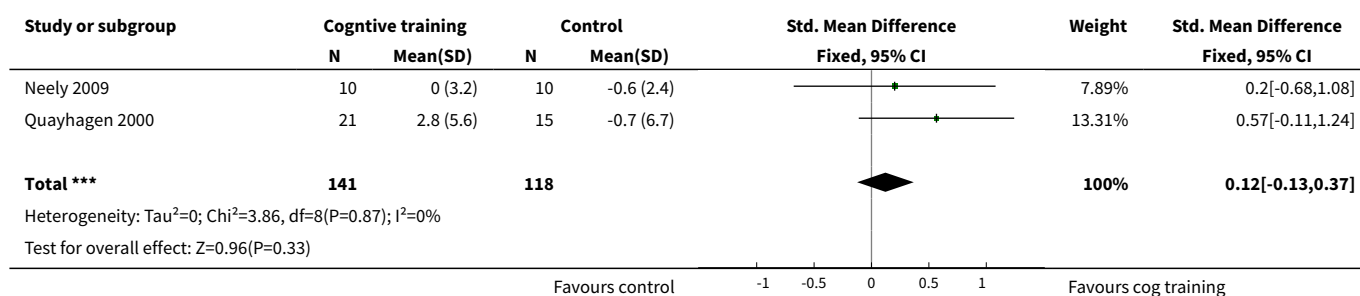 Study or subgroup Cogntive training Control Std. Mean Difference Weight Std. Mean Difference
N Mean(SD) N Mean(SD) Fixed, 95% CI Fixed, 95% CI
Neely 2009 10 0 (3.2) 10 -0.6 (2.4) 7.89% 0.2[-0.68,1.08]
Quayhagen 2000 21 2.8 (5.6) 15 -0.7 (6.7) 13.31% 0.57[-0.11,1.24]
Total *** 141 118 100% 0.12[-0.13,0.37]
Heterogeneity: Tau²=0; Chi²=3.86, df=8(P=0.87); I²=0%
Test for overall effect: Z=0.96(P=0.33)
Favours control -1 -0.5 0 0.5 1 Favours cog training